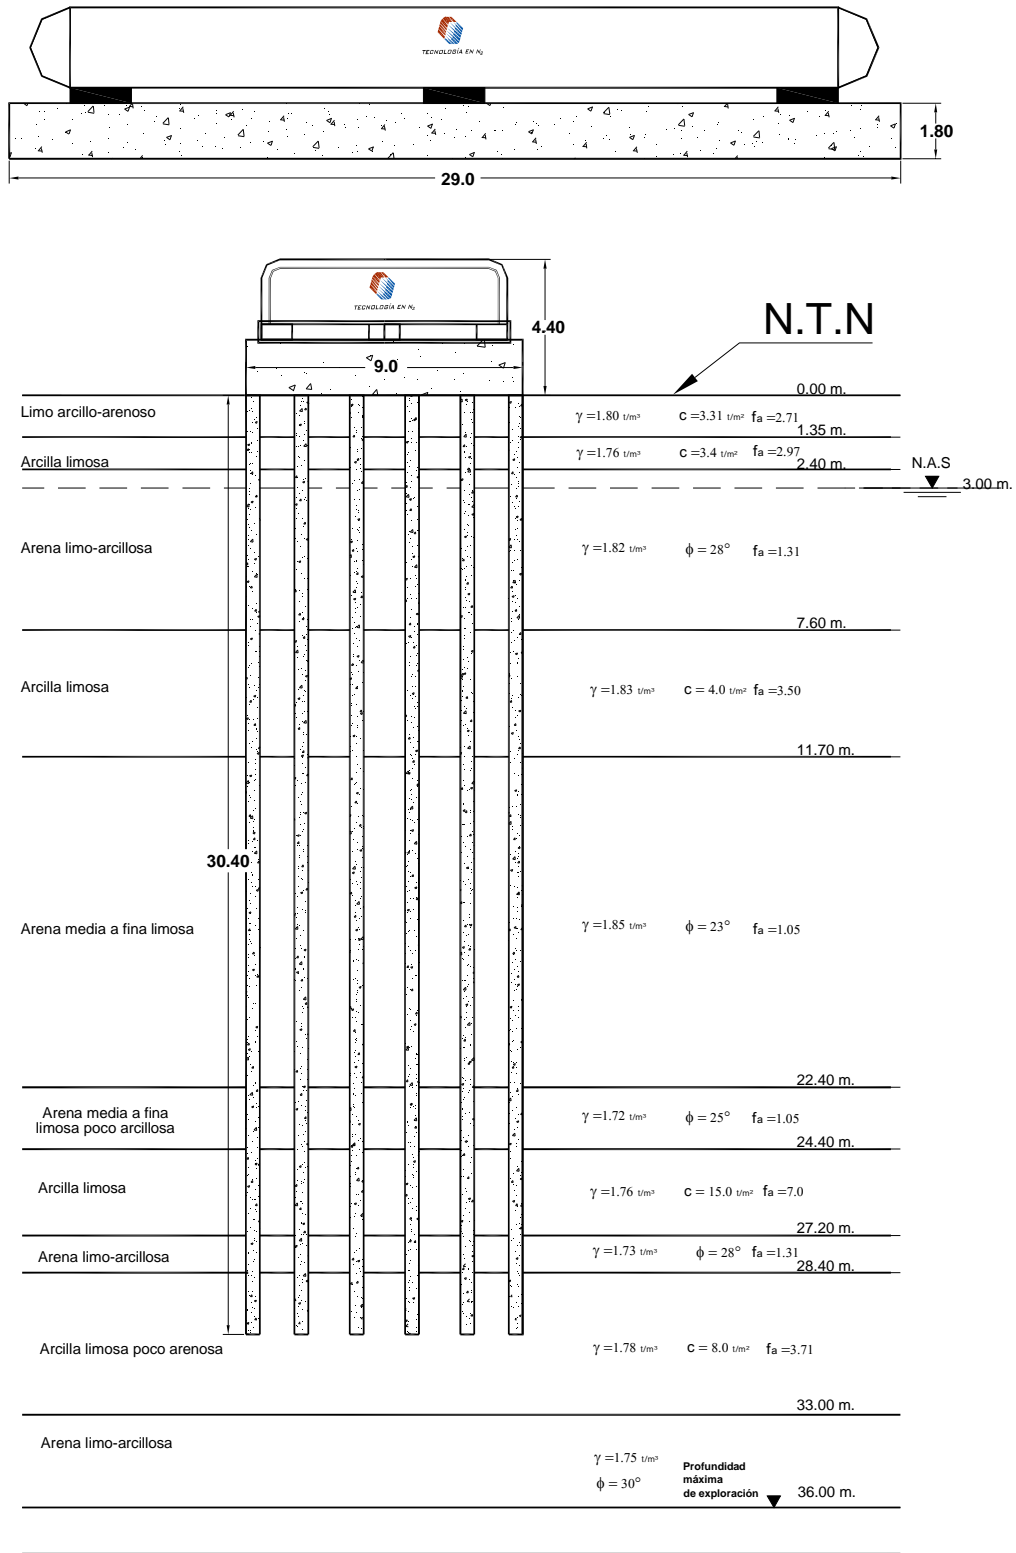 TECNOLOGÍA EN N₂
1.80
29.0
TECNOLOGÍA EN N₂
4.40
N.T.N
9.0
0.00 m.
Limo arcillo-arenoso
γ =1.80 t/m³ c =3.31 t/m² fa =2.71
1.35 m.
Arcilla limosa
γ =1.76 t/m³ c =3.4 t/m² fa =2.97
2.40 m.
N.A.S
3.00 m.
Arena limo-arcillosa
γ =1.82 t/m³ ϕ = 28° fa =1.31
7.60 m.
Arcilla limosa
γ =1.83 t/m³ c = 4.0 t/m² fa =3.50
11.70 m.
30.40
Arena media a fina limosa
γ =1.85 t/m³ ϕ = 23° fa =1.05
22.40 m.
Arena media a fina
limosa poco arcillosa
γ =1.72 t/m³ ϕ = 25° fa =1.05
24.40 m.
Arcilla limosa
γ =1.76 t/m³ c = 15.0 t/m² fa =7.0
27.20 m.
Arena limo-arcillosa
γ =1.73 t/m³ ϕ = 28° fa =1.31
28.40 m.
Arcilla limosa poco arenosa
γ =1.78 t/m³ c = 8.0 t/m² fa =3.71
33.00 m.
Arena limo-arcillosa
γ =1.75 t/m³
ϕ = 30°
Profundidad
máxima
de exploración
36.00 m.